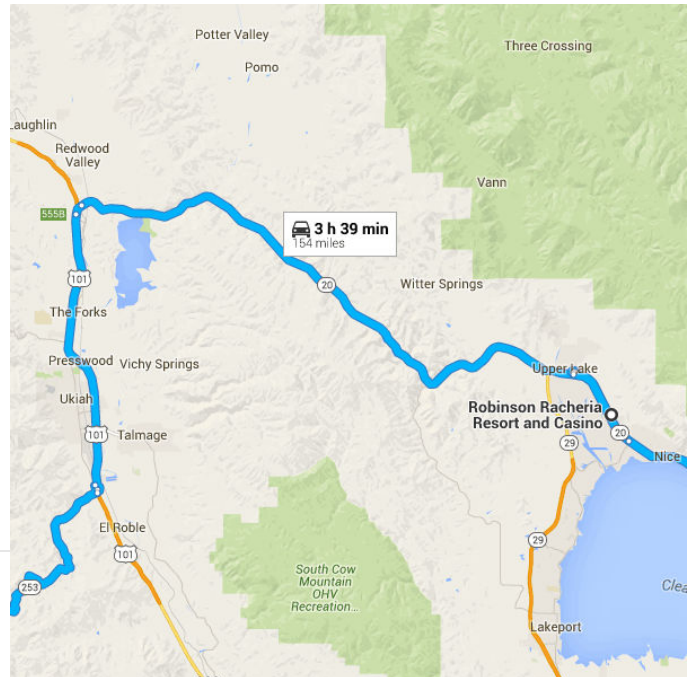 Potter Valley
Pomo
Three Crossing
Laughlin
Redwood
Valley
Vann
555B
3 h 39 min
154 miles
101
20
Witter Springs
The Forks
Presswood
Vichy Springs
Upper Lake
Ukiah
Robinson Racheria
Resort and Casino
101
Talmage
29
20
Nice
El Roble
101
29
253
South Cow
Mountain
OHV
Recreation...
Clea
Lakeport